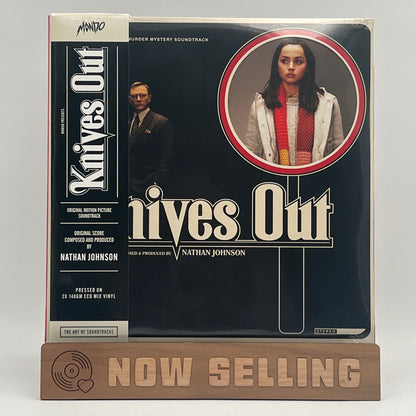 MONDO
MONDO PRESENTS
Knives Out
ORIGINAL MOTION PICTURE
SOUNDTRACK
ORIGINAL SCORE
COMPOSED AND PRODUCED
BY
NATHAN JOHNSON
PRESSED ON
2X 140GM ECO MIX VINYL
THE ART OF SOUNDTRACKS
MURDER MYSTERY SOUNDTRACK
nives Out
OSED & PRODUCED BY NATHAN JOHNSON
STEREO
NOW SELLING